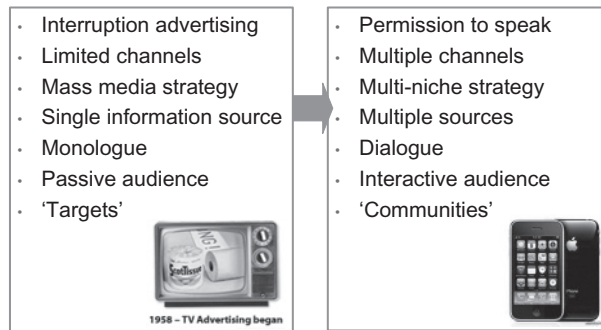 Interruption advertising
Limited channels
Mass media strategy
Single information source
Monologue
Passive audience
'Targets'
ScotTissue
1958 – TV Advertising began
Permission to speak
Multiple channels
Multi-niche strategy
Multiple sources
Dialogue
Interactive audience
'Communities'